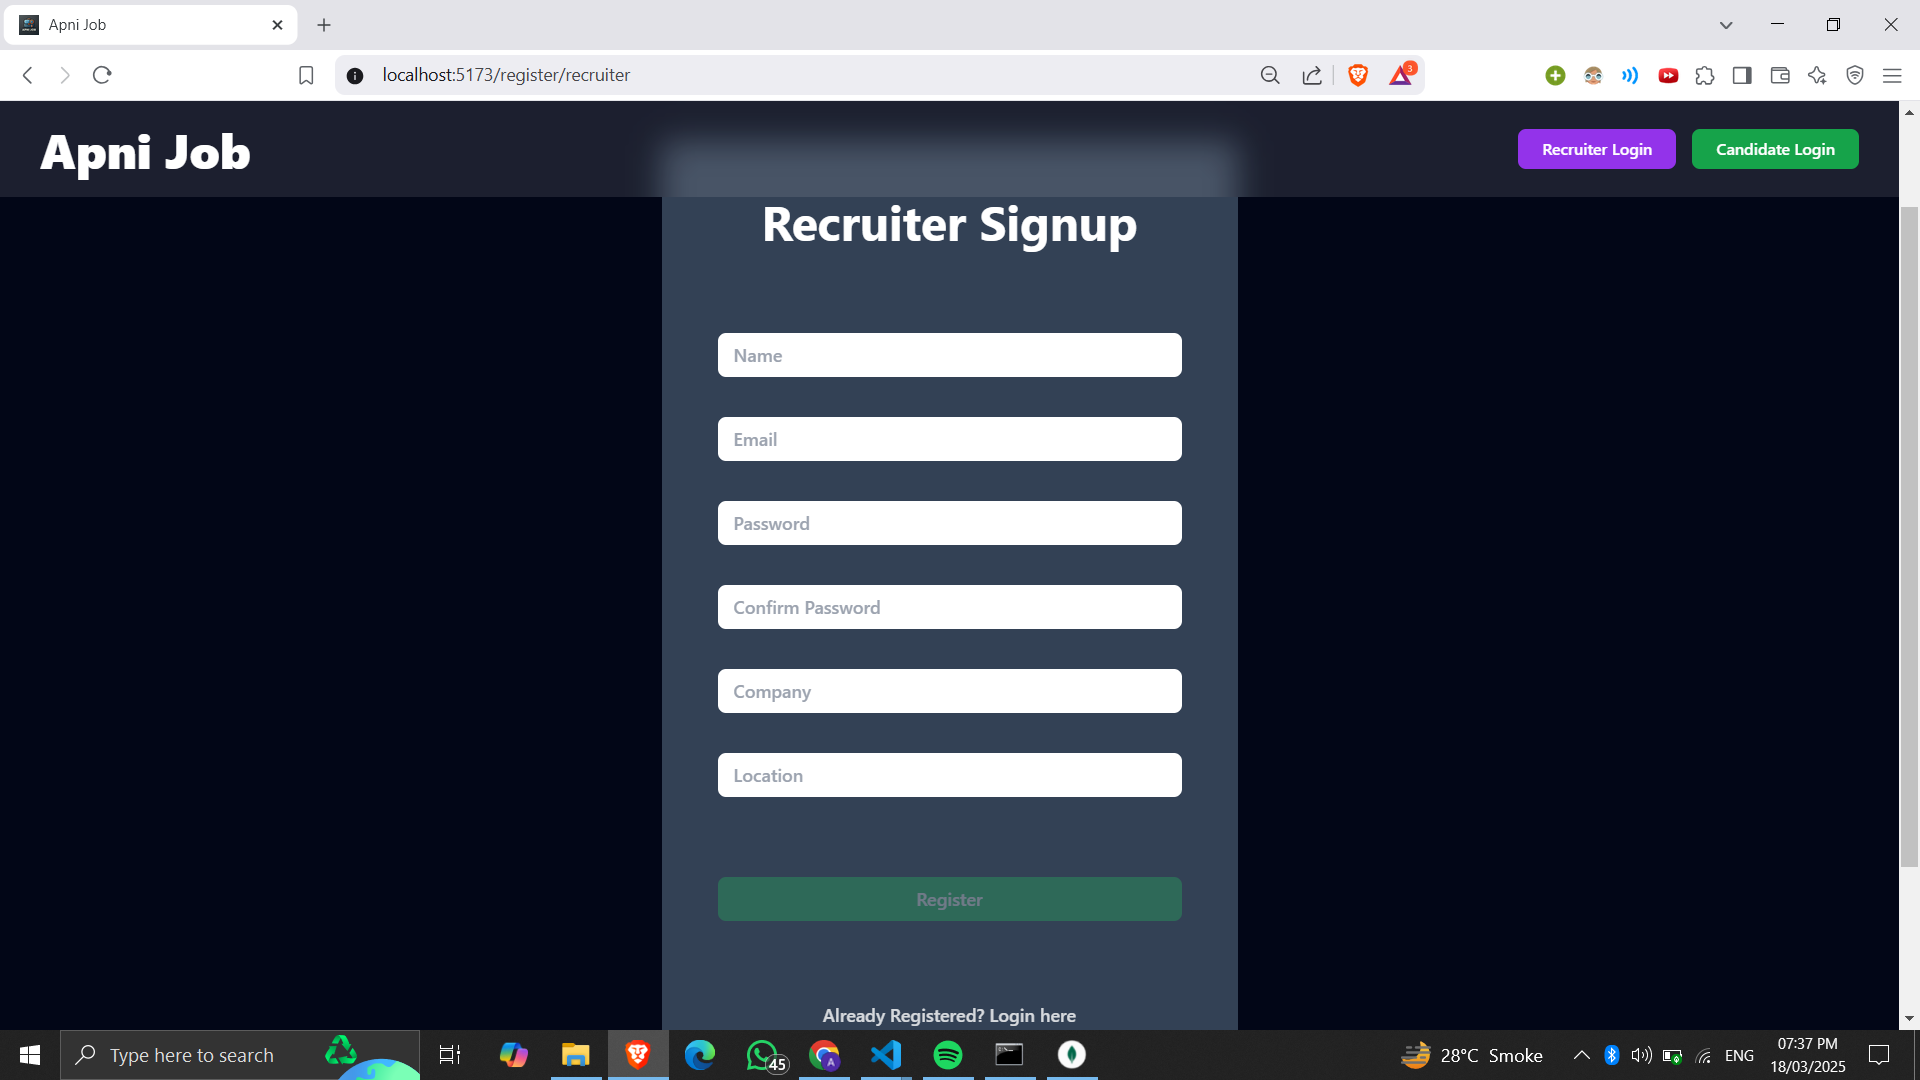 Apni Job
localhost:5173/register/recruiter
3
Apni Job
Recruiter Login
Candidate Login
Recruiter Signup
Name
Email
Password
Confirm Password
Company
Location
Register
Already Registered? Login here
Type here to search
45
A
28°C Smoke
ENG
07:37 PM
18/03/2025